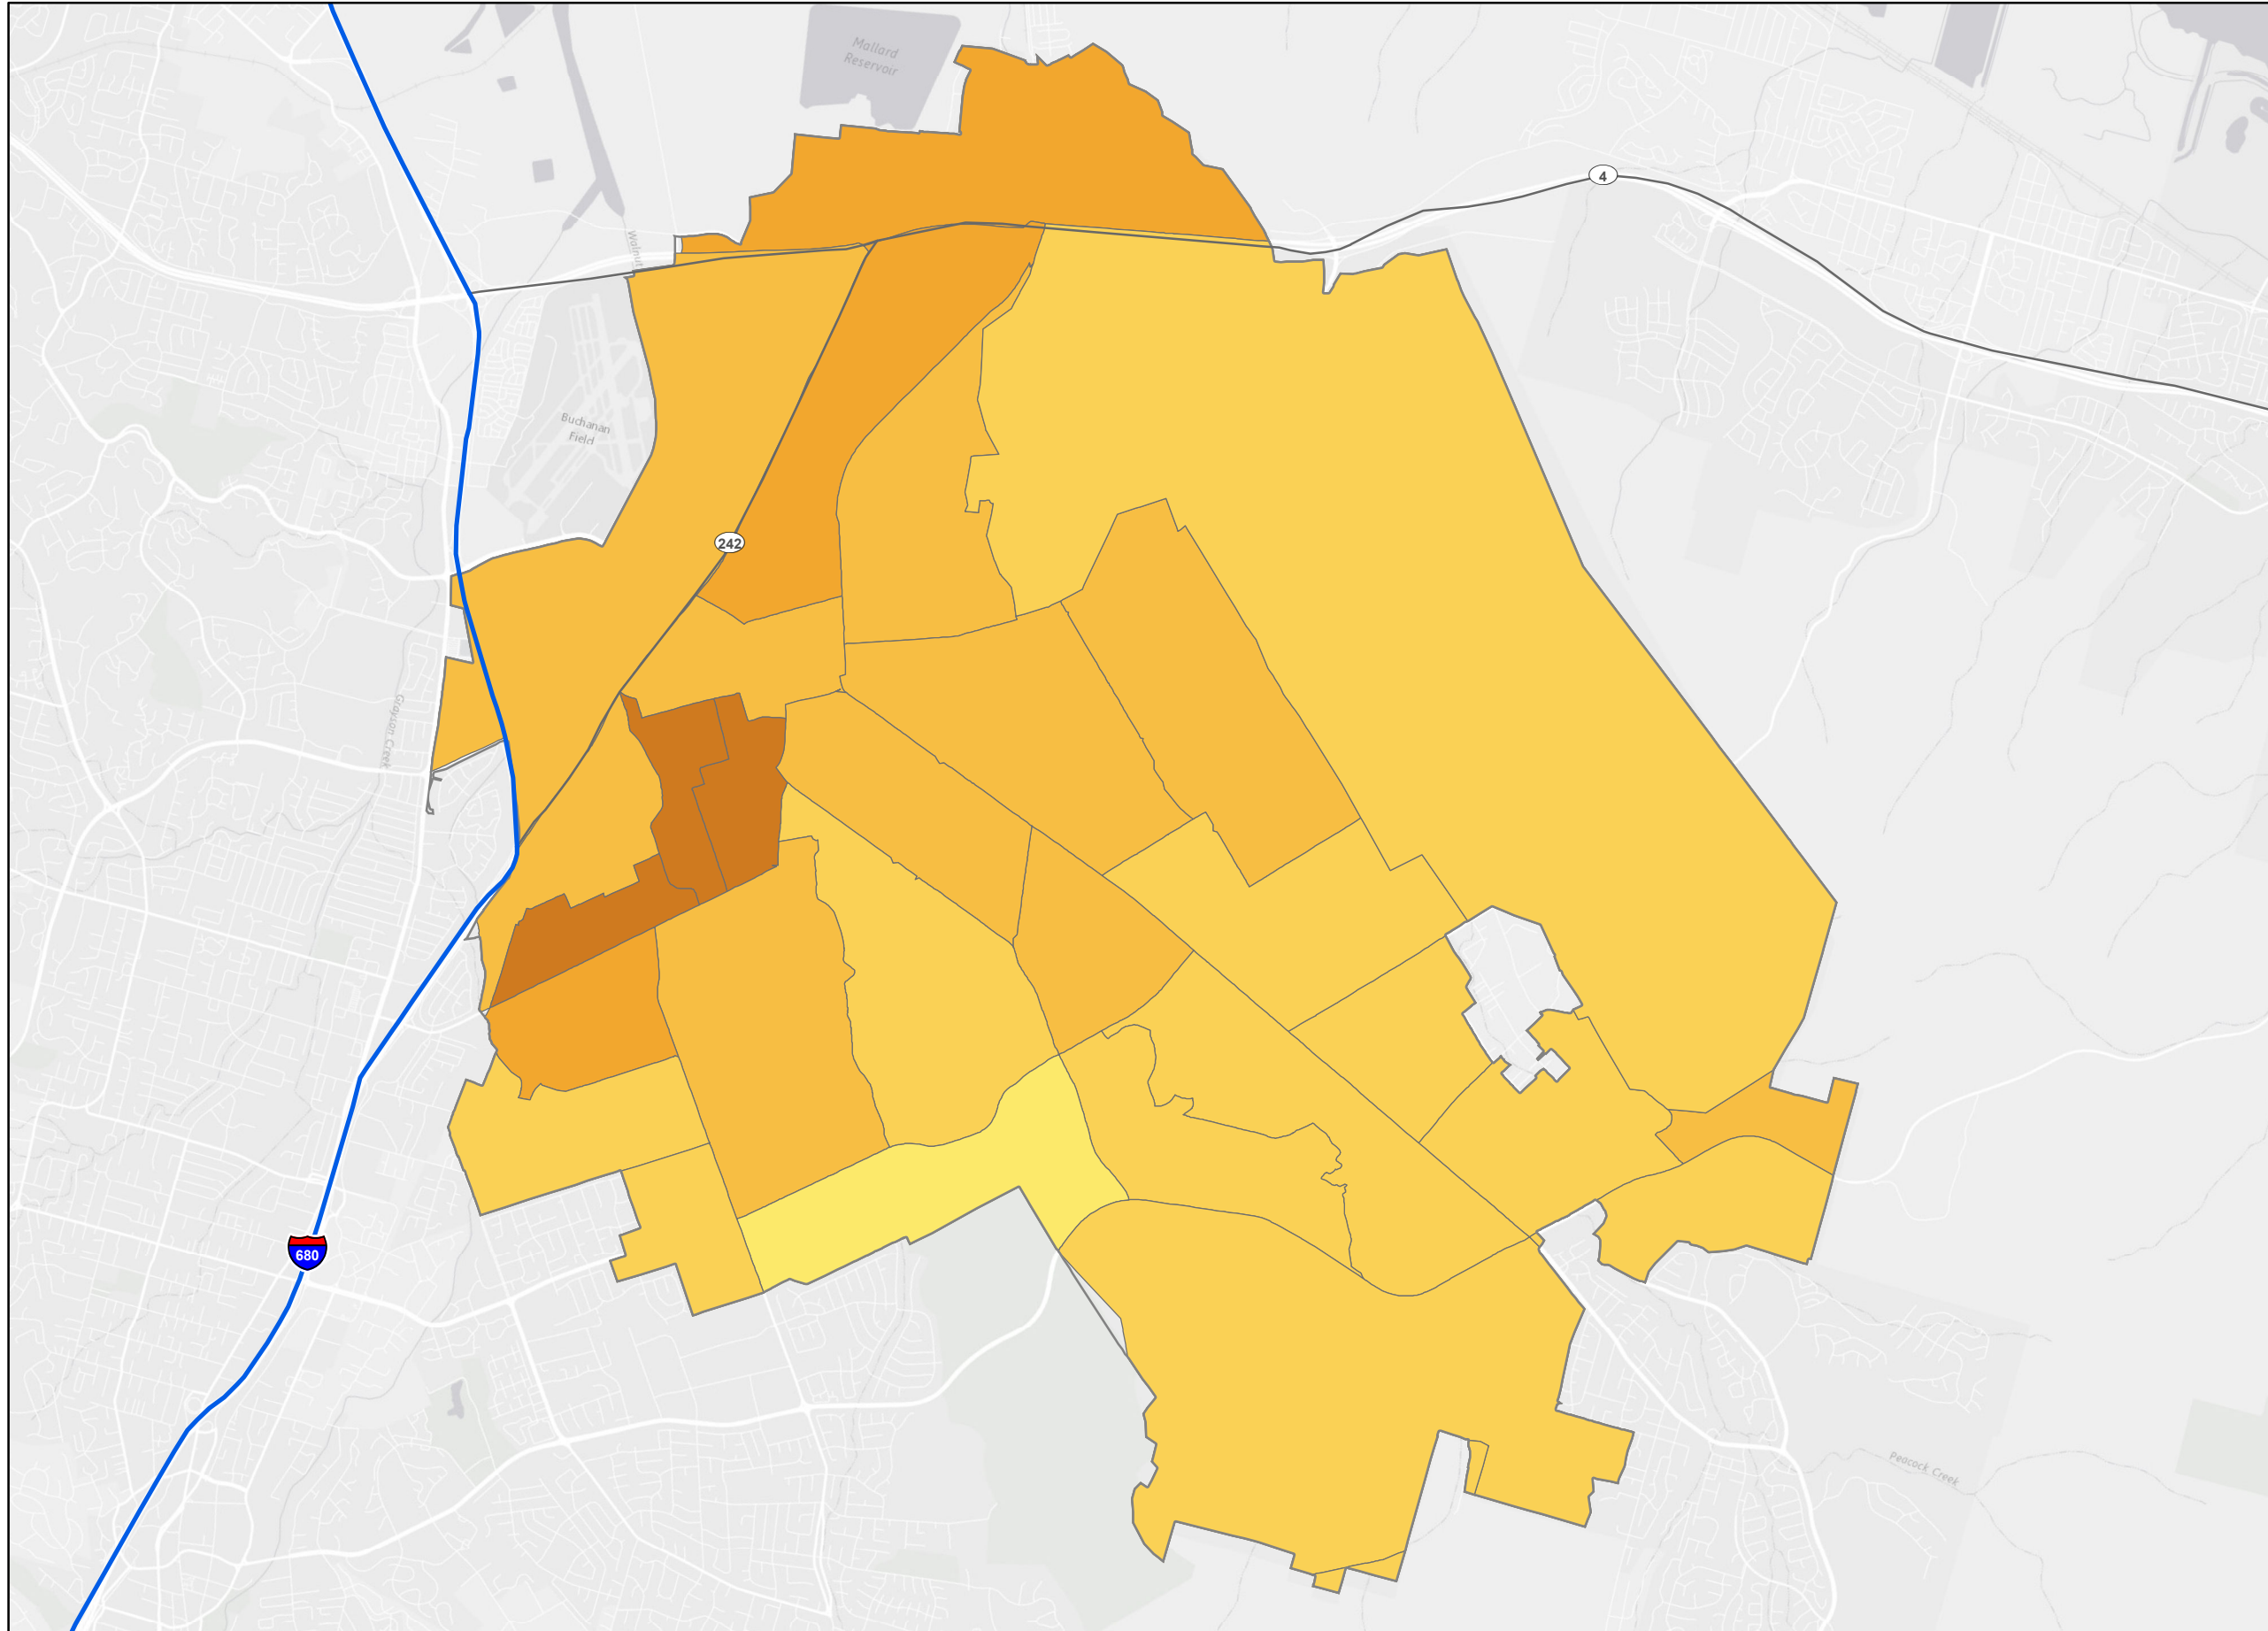 Mallard
Reservoir
4
Walnut
Buchanan
Field
242
Grayson Creek
680
Peacock Creek